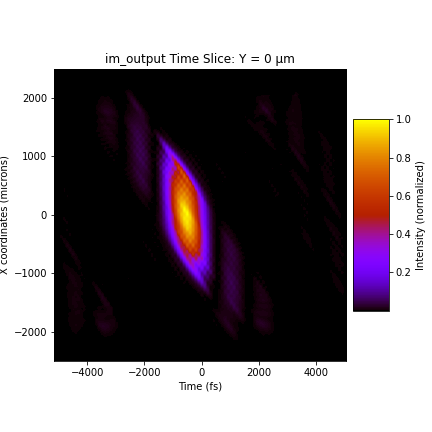 im_output Time Slice: Y = 0 μm
X coordinates (microns)
2000
1000
0
−1000
−2000
−4000 −2000 0 2000 4000
Time (fs)
1.0
0.8
0.6
0.4
0.2
Intensity (normalized)